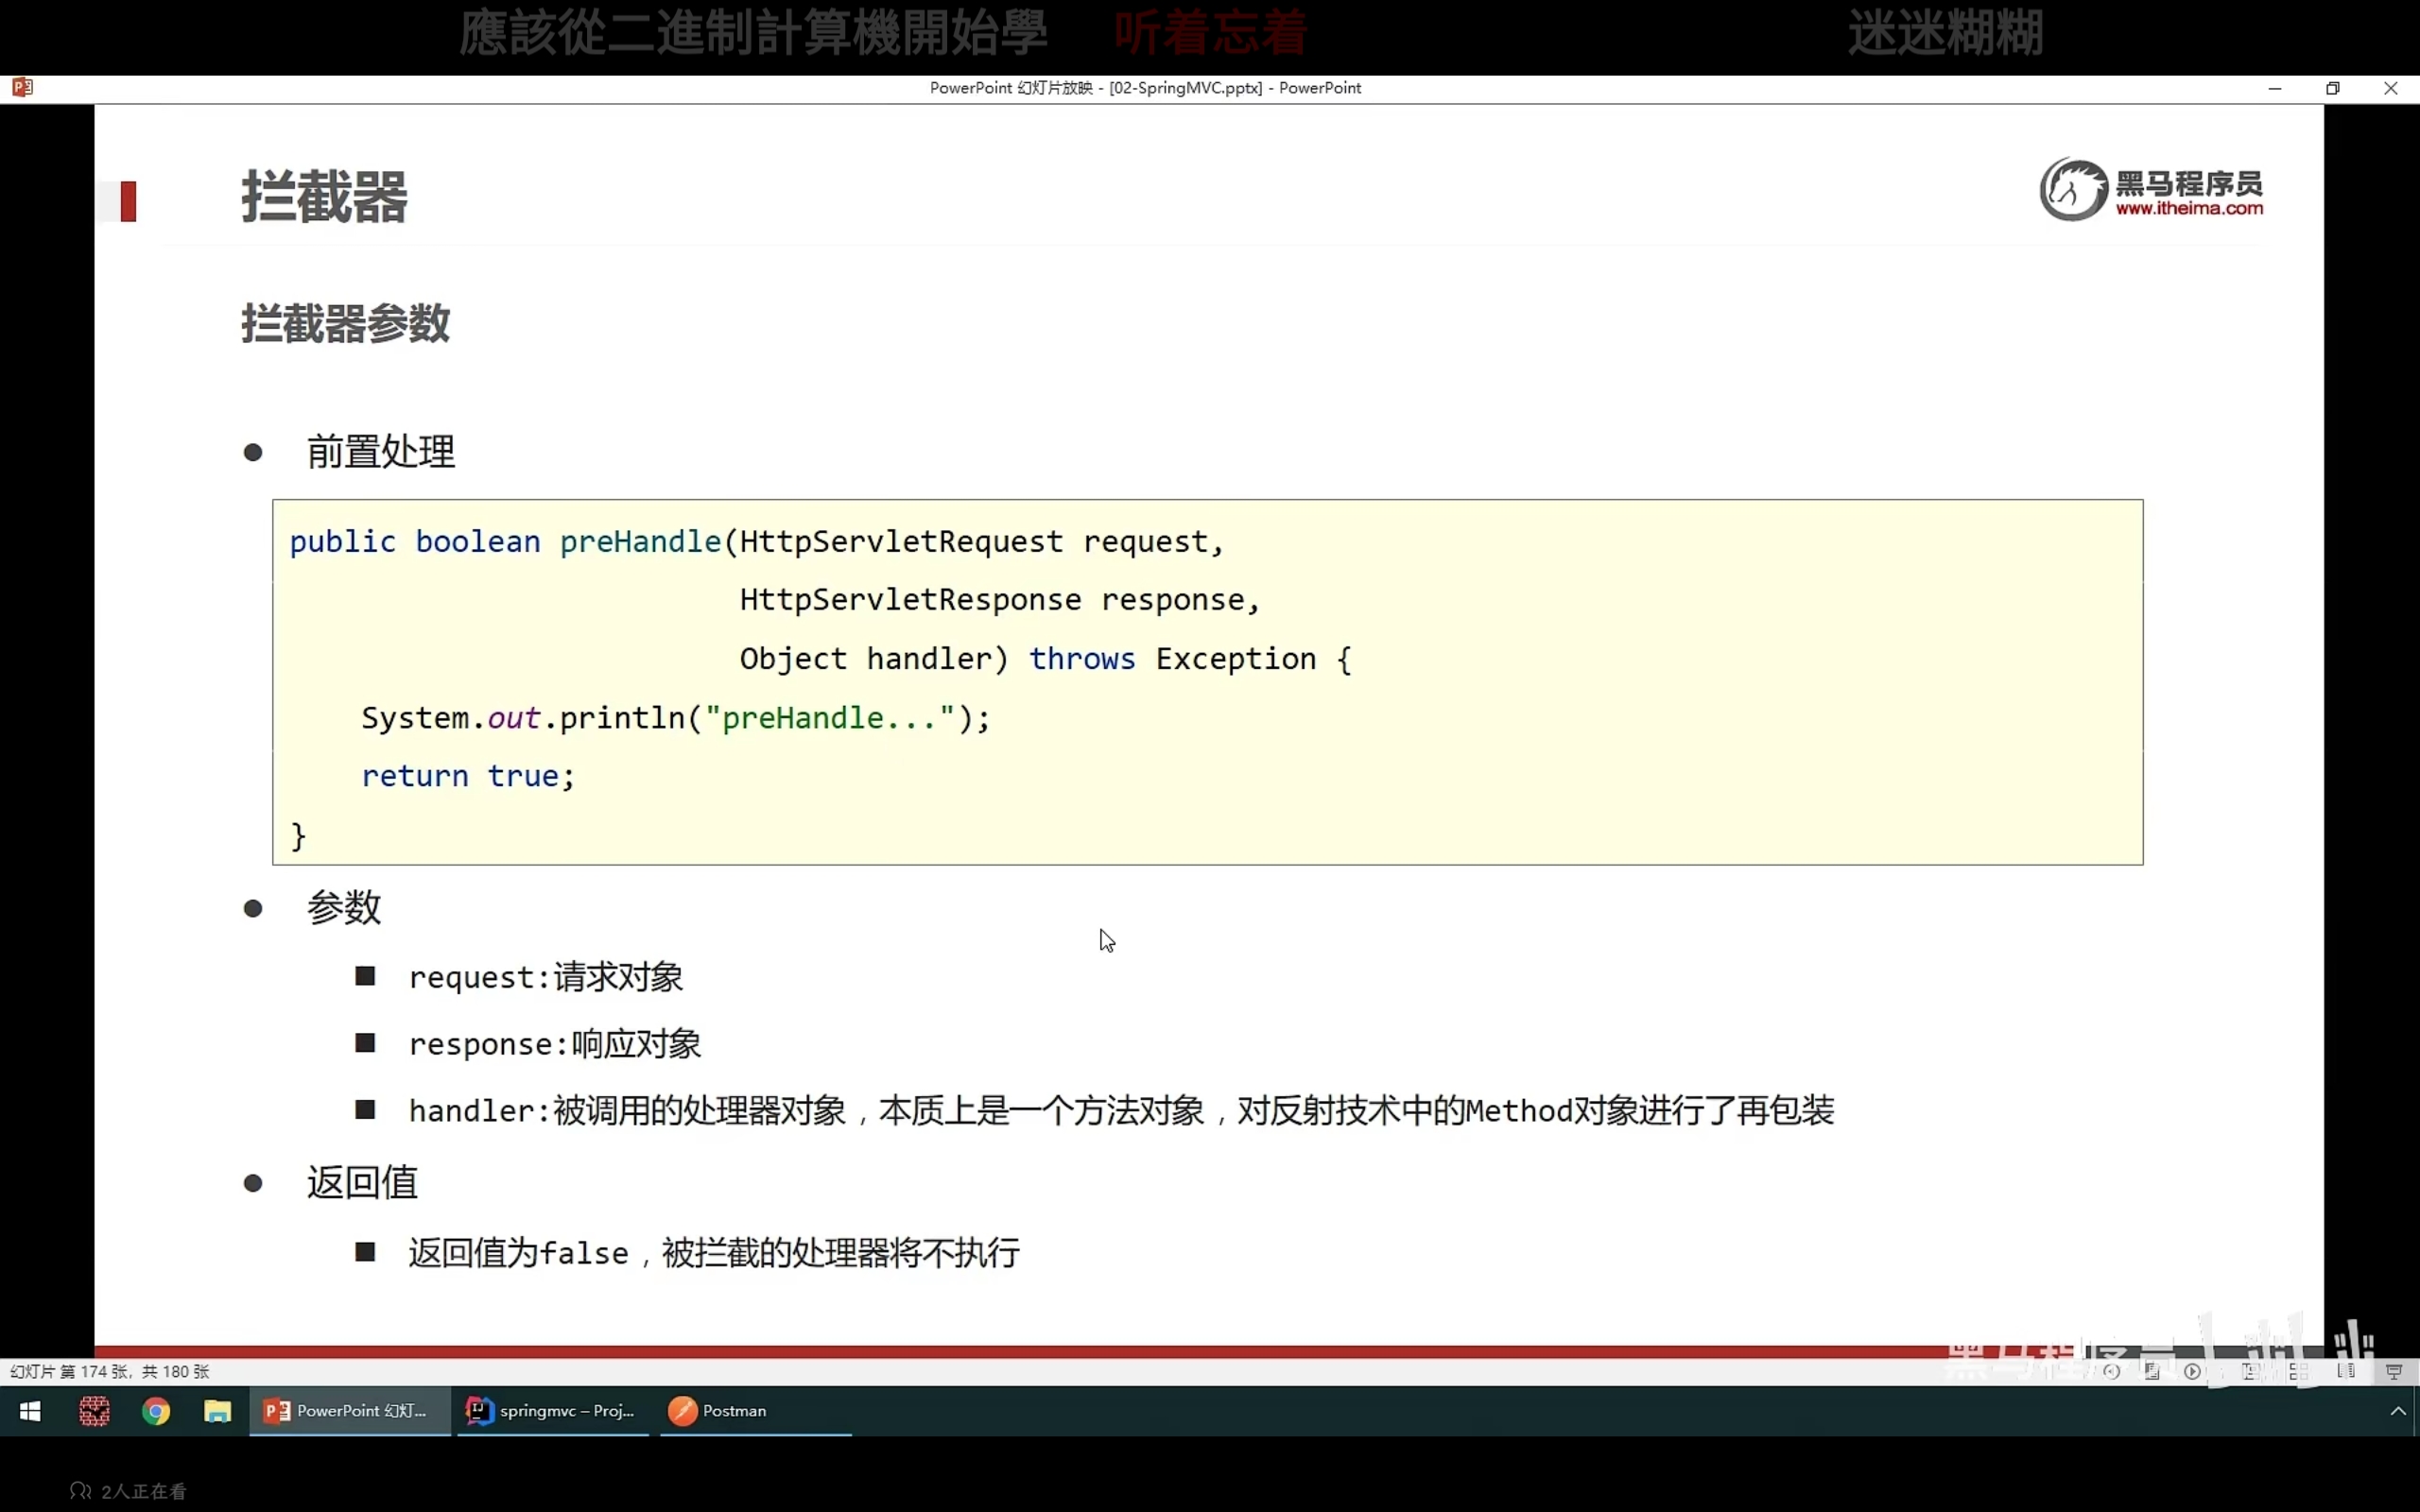 應該從二進制計算機開始學 听着忘着 迷迷糊糊
PowerPoint 幻灯片放映 - [02-SpringMVC.pptx] - PowerPoint
拦截器
黑马程序员
www.itheima.com
拦截器参数
● 前置处理
public boolean preHandle(HttpServletRequest request,
HttpServletResponse response,
Object handler) throws Exception {
System.out.println("preHandle...");
return true;
}
● 参数
■ request:请求对象
■ response:响应对象
■ handler:被调用的处理器对象，本质上是一个方法对象，对反射技术中的Method对象进行了再包装
● 返回值
■ 返回值为false，被拦截的处理器将不执行
黑马程序员
幻灯片 第 174 张，共 180 张
PowerPoint 幻灯... springmvc – Proj... Postman
2人正在看